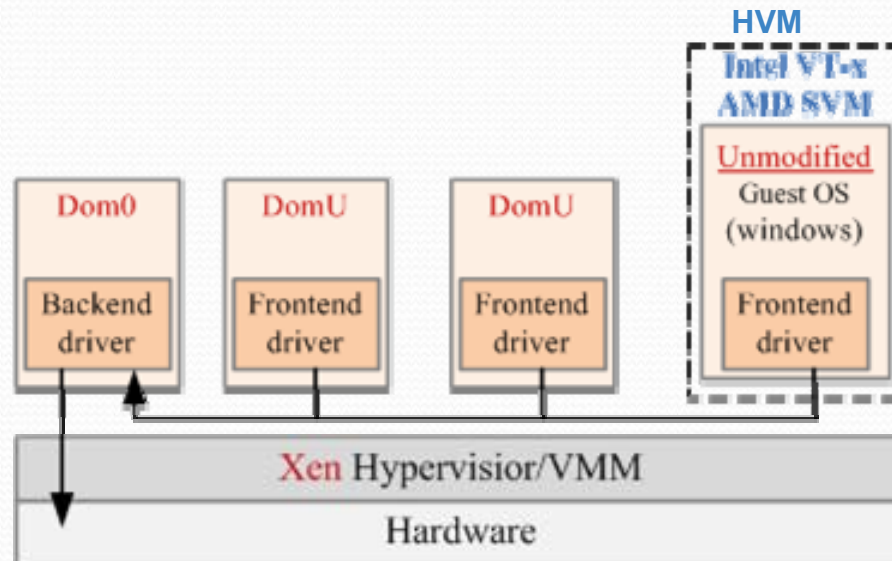 HVM
Intel VT-x
AMD SVM
Unmodified
Guest OS
(windows)
Dom0
DomU
DomU
Backend
driver
Frontend
driver
Frontend
driver
Frontend
driver
Xen Hypervisior/VMM
Hardware